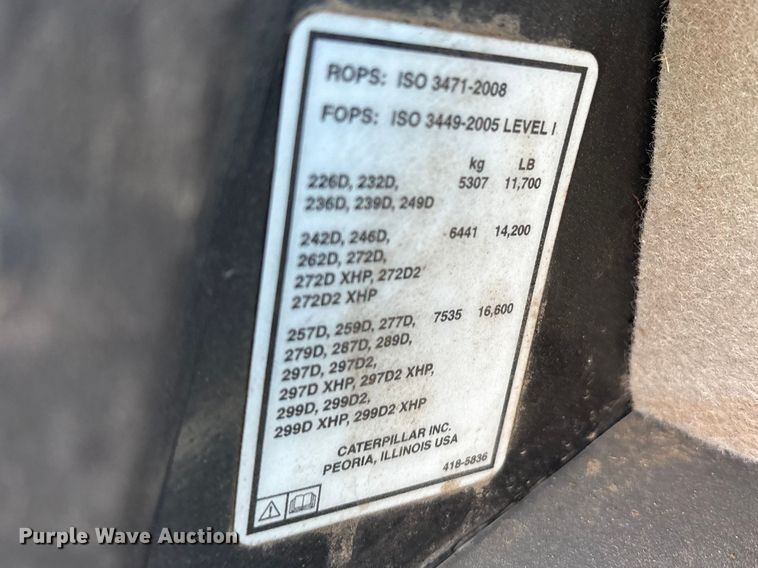 ROPS: ISO 3471-2008
FOPS: ISO 3449-2005 LEVEL I
kg LB
226D, 232D, 5307 11,700
236D, 239D, 249D
242D, 246D, 6441 14,200
262D, 272D,
272D XHP, 272D2
272D2 XHP
257D, 259D, 277D, 7535 16,600
279D, 287D, 289D,
297D, 297D2,
297D XHP, 297D2 XHP,
299D, 299D2,
299D XHP, 299D2 XHP
CATERPILLAR INC.
PEORIA, ILLINOIS USA
418-5836
Purple Wave Auction